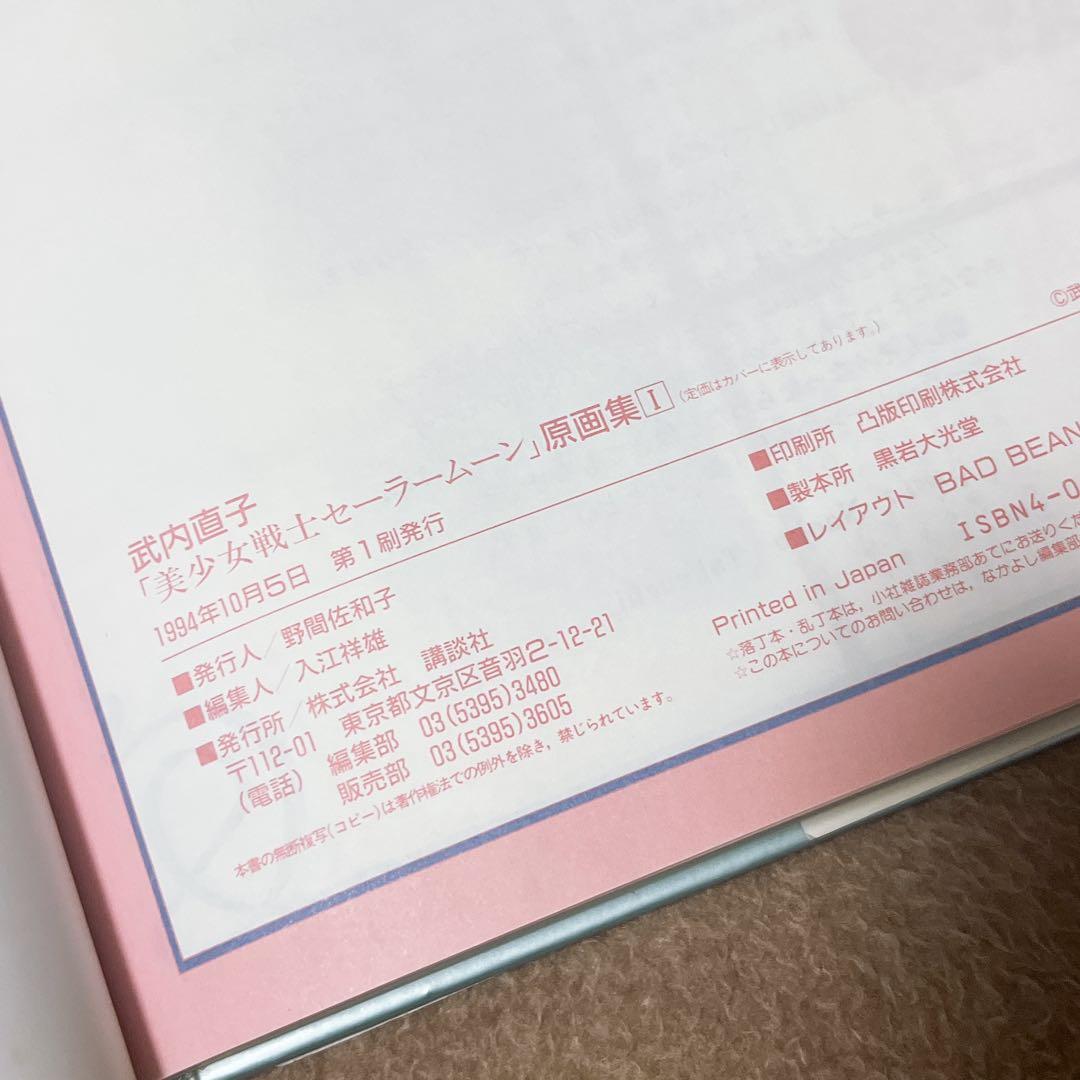 ©武
武内直子
「美少女戦士セーラームーン」原画集Ⅰ(定価はカバーに表示してあります。)
1994年10月5日 第1刷発行
■発行人/野間佐和子
■編集人/入江祥雄
■発行所/株式会社 講談社
〒112-01 東京都文京区音羽2-12-21
(電話) 編集部 03(5395)3480
販売部 03(5395)3605
本書の無断複写(コピー)は著作権法での例外を除き,禁じられています。
■印刷所 凸版印刷株式会社
■製本所 黒岩大光堂
■レイアウト BAD BEAN
Printed in Japan ISBN4-0
☆落丁本・乱丁本は,小社雑誌業務部あてにお送りくだ
☆この本についてのお問い合わせは,なかよし編集部